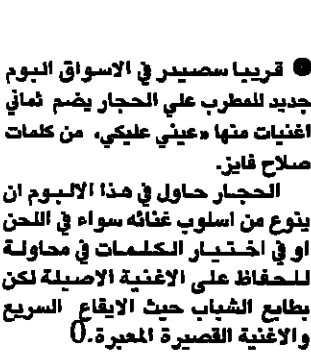 ● قريبا سصيدر في الاسواق البوم
جديد للمطرب علي الحجار يضم ثماني
اغنيات منها «عيني عليكي» من كلمات
صلاح فايز.
الحجار حاول في هذا الالبوم ان
ينوع من اسلوب غنائه سواء في اللحن
او في اختيار الكلمات في محاولة
للحفاظ على الاغنية الاصيلة لكن
بطابع الشباب حيث الايقاع السريع
والاغنية القصيرة المعبرة.()